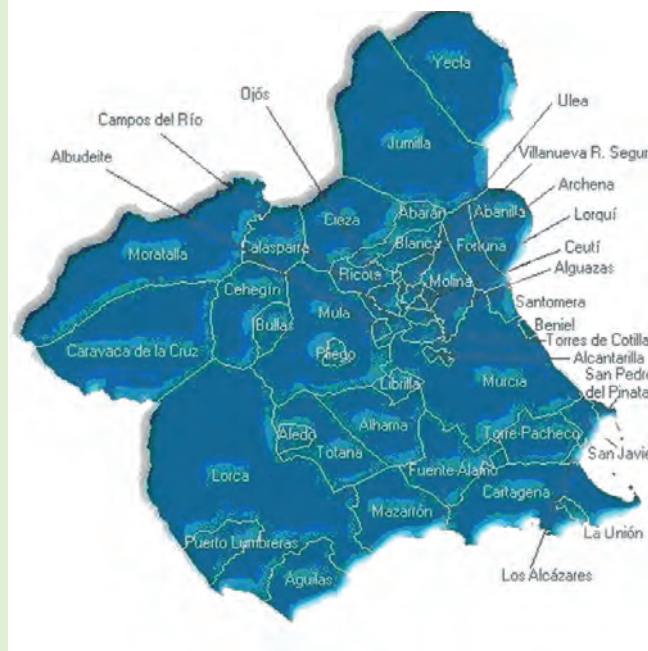 Yecla
Ojós
Ulea
Campos del Río
Jumilla
Albudeite
Villanueva R. Segur
Archena
Cieza
Abarán
Abanilla
Lorquí
Moratalla
Calasparra
Blanca
Fortuna
Ceutí
Ricote
Molina
Alguazas
Cehegín
Santomera
Mula
Bullas
Beniel
Caravaca de la Cruz
Pliego
Torres de Cotilla
Alcantarilla
Librilla
Murcia
San Pedro
del Pinata
Aledo
Alhama
Torre-Pacheco
Totana
San Javie
Lorca
Fuente-Alamo
Cartagena
Mazarrón
La Unión
Puerto Lumbreras
Los Alcázares
Aguilas